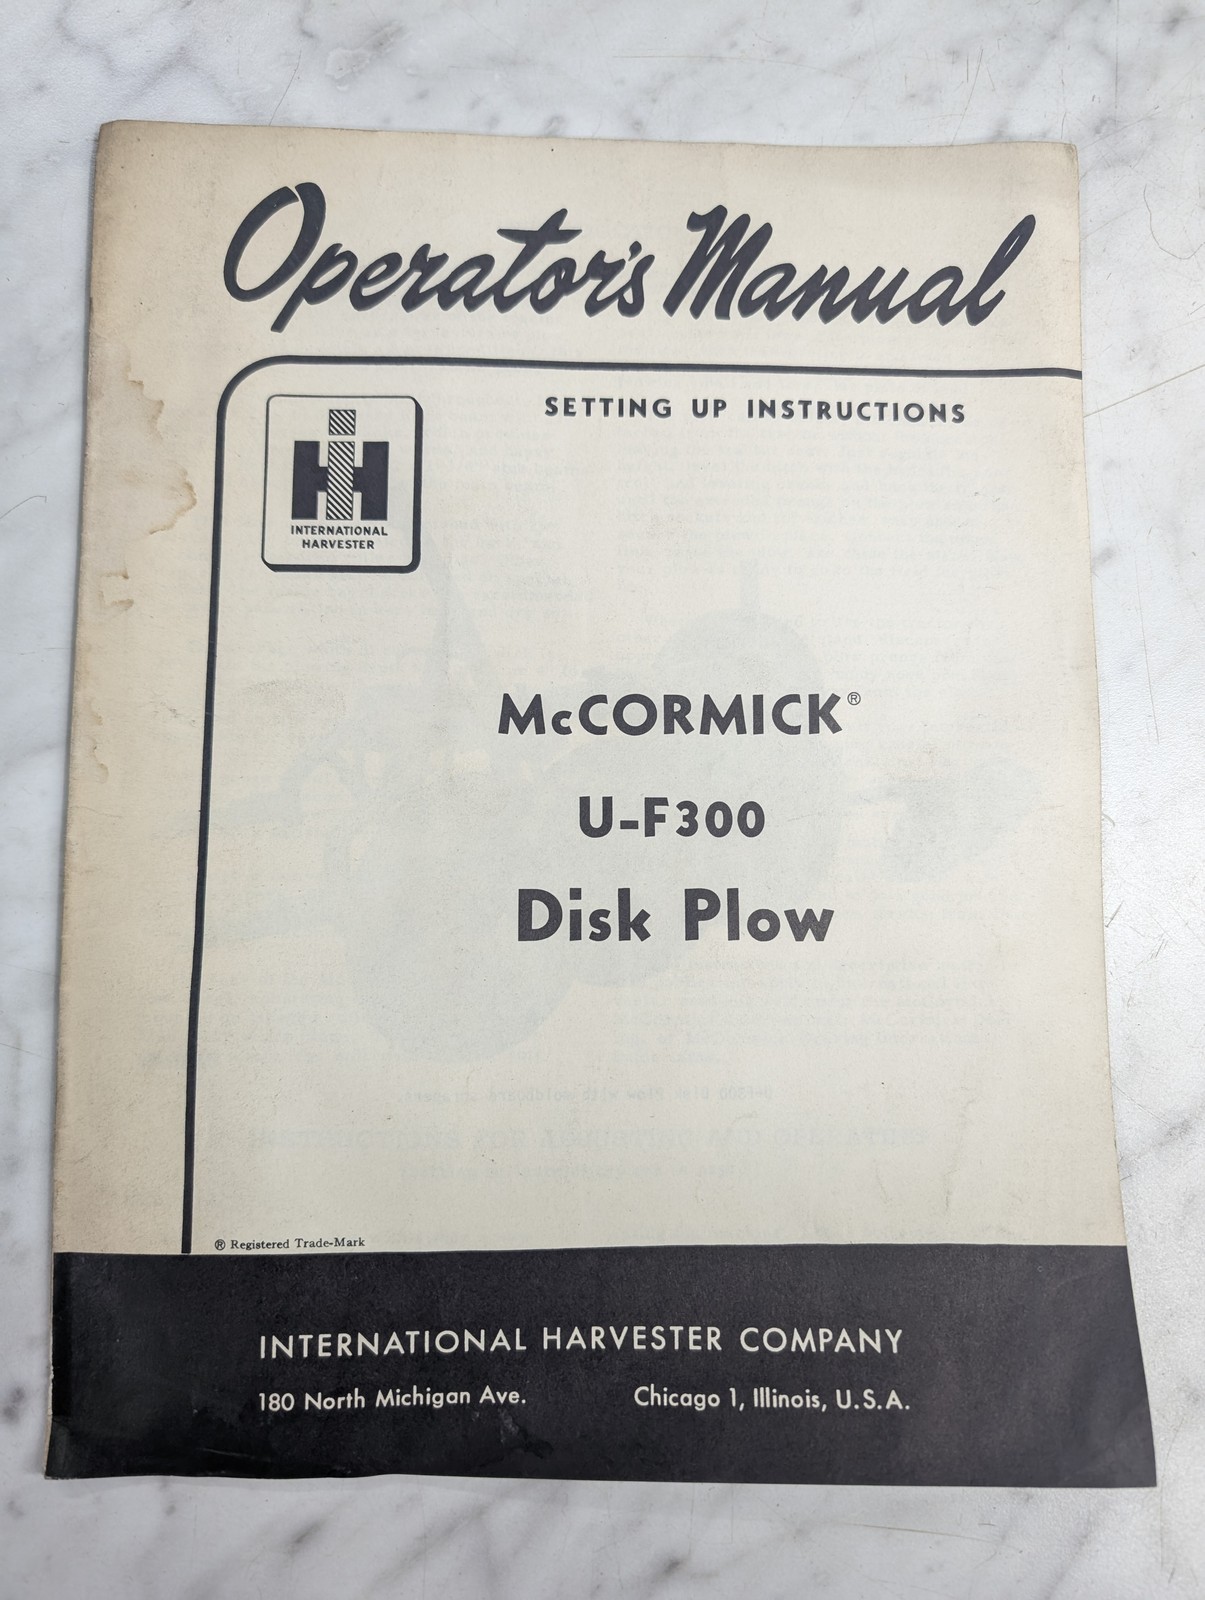 Operator's Manual
SETTING UP INSTRUCTIONS
IH
INTERNATIONAL
HARVESTER
McCORMICK®
U-F300
Disk Plow
® Registered Trade-Mark
INTERNATIONAL HARVESTER COMPANY
180 North Michigan Ave. Chicago 1, Illinois, U.S.A.